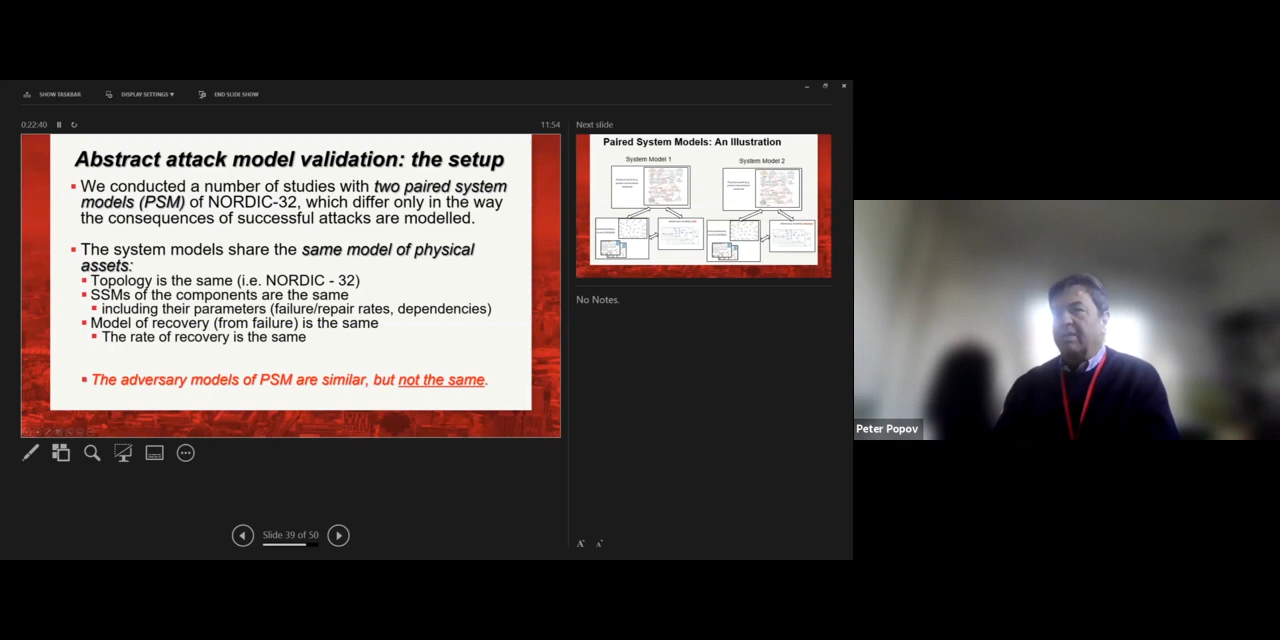 SHOW TASKBAR
DISPLAY SETTINGS ▼
END SLIDE SHOW
0:22:40
11:54
Abstract attack model validation: the setup
We conducted a number of studies with two paired system
models (PSM) of NORDIC-32, which differ only in the way
the consequences of successful attacks are modelled.
The system models share the same model of physical
assets:
Topology is the same (i.e. NORDIC - 32)
SSMs of the components are the same
including their parameters (failure/repair rates, dependencies)
Model of recovery (from failure) is the same
The rate of recovery is the same
The adversary models of PSM are similar, but not the same.
Slide 39 of 50
Next slide
Paired System Models: An Illustration
System Model 1
System Model 2
No Notes.
A
A
Peter Popov